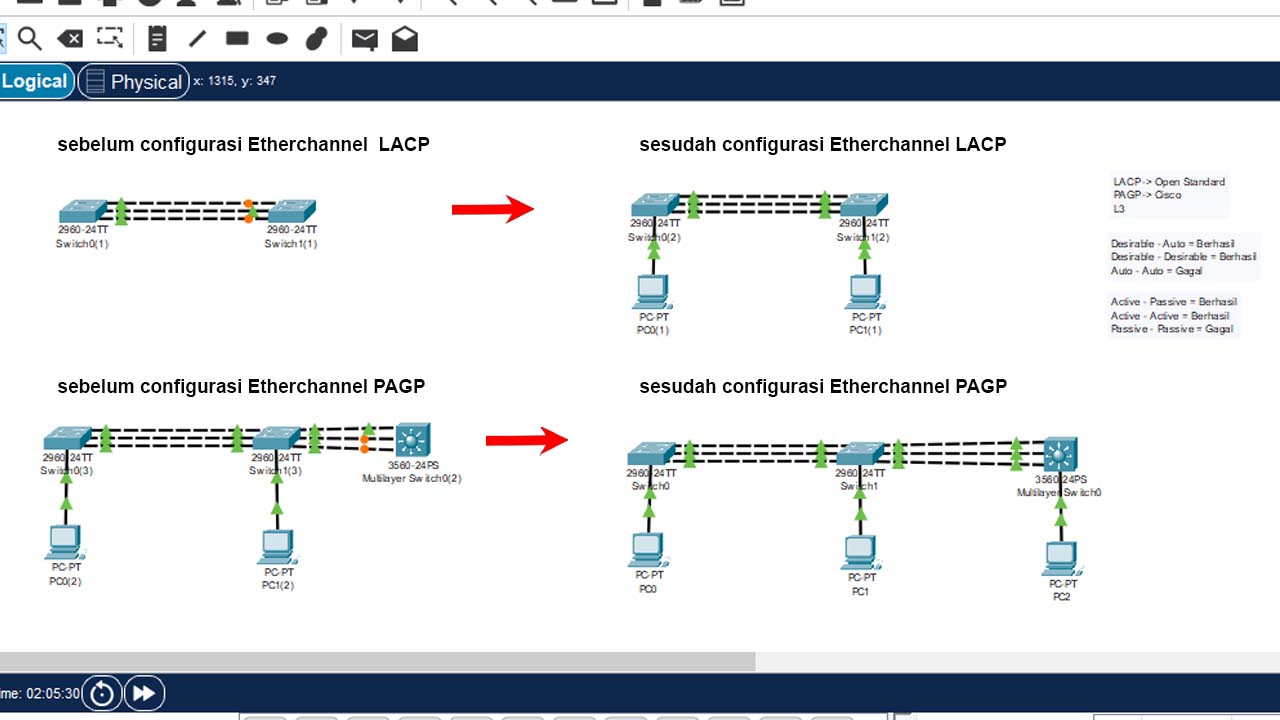 Logical
Physical
x: 1315, y: 347
sebelum configurasi Etherchannel  LACP
sesudah configurasi Etherchannel LACP
2960-24TT
Switch0(1)
2960-24TT
Switch1(1)
2960-24TT
Switch0(2)
2960-24TT
Switch1(2)
PC-PT
PC0(1)
PC-PT
PC1(1)
LACP-> Open Standard
PAGP-> Cisco
L3
Desirable - Auto = Berhasil
Desirable - Desirable = Berhasil
Auto - Auto = Gagal
Active - Passive = Berhasil
Active - Active = Berhasil
Passive - Passive = Gagal
sebelum configurasi Etherchannel PAGP
sesudah configurasi Etherchannel PAGP
2960-24TT
Switch0(3)
2960-24TT
Switch1(3)
3560-24PS
Multilayer Switch0(2)
PC-PT
PC0(2)
PC-PT
PC1(2)
2960-24TT
Switch0
2960-24TT
Switch1
3560-24PS
Multilayer Switch0
PC-PT
PC0
PC-PT
PC1
PC-PT
PC2
ime: 02:05:30